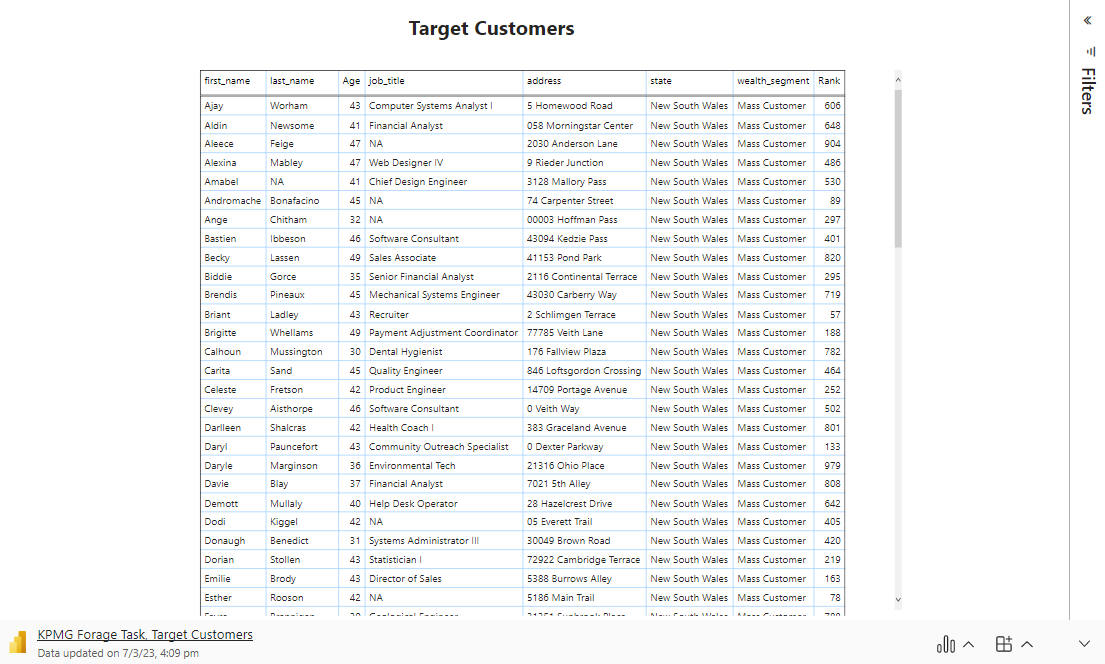 Target Customers
Filters
first_name last_name Age job_title address state wealth_segment Rank
Ajay Worham 43 Computer Systems Analyst I 5 Homewood Road New South Wales Mass Customer 606
Aldin Newsome 41 Financial Analyst 058 Morningstar Center New South Wales Mass Customer 648
Aleece Feige 47 NA 2030 Anderson Lane New South Wales Mass Customer 904
Alexina Mabley 47 Web Designer IV 9 Rieder Junction New South Wales Mass Customer 486
Amabel NA 41 Chief Design Engineer 3128 Mallory Pass New South Wales Mass Customer 530
Andromache Bonafacino 45 NA 74 Carpenter Street New South Wales Mass Customer 89
Ange Chitham 32 NA 00003 Hoffman Pass New South Wales Mass Customer 297
Bastien Ibbeson 46 Software Consultant 43094 Kedzie Pass New South Wales Mass Customer 401
Becky Lassen 49 Sales Associate 41153 Pond Park New South Wales Mass Customer 820
Biddie Gorce 35 Senior Financial Analyst 2116 Continental Terrace New South Wales Mass Customer 295
Brendis Pineaux 45 Mechanical Systems Engineer 43030 Carberry Way New South Wales Mass Customer 719
Briant Ladley 43 Recruiter 2 Schlimgen Terrace New South Wales Mass Customer 57
Brigitte Whellams 49 Payment Adjustment Coordinator 77785 Veith Lane New South Wales Mass Customer 188
Calhoun Mussington 30 Dental Hygienist 176 Fallview Plaza New South Wales Mass Customer 782
Carita Sand 45 Quality Engineer 846 Loftsgordon Crossing New South Wales Mass Customer 464
Celeste Fretson 42 Product Engineer 14709 Portage Avenue New South Wales Mass Customer 252
Clevey Aisthorpe 46 Software Consultant 0 Veith Way New South Wales Mass Customer 502
Darlleen Shalcras 42 Health Coach I 383 Graceland Avenue New South Wales Mass Customer 801
Daryl Pauncefort 43 Community Outreach Specialist 0 Dexter Parkway New South Wales Mass Customer 133
Daryle Marginson 36 Environmental Tech 21316 Ohio Place New South Wales Mass Customer 979
Davie Blay 37 Financial Analyst 7021 5th Alley New South Wales Mass Customer 808
Demott Mullaly 40 Help Desk Operator 28 Hazelcrest Drive New South Wales Mass Customer 642
Dodi Kiggel 42 NA 05 Everett Trail New South Wales Mass Customer 405
Donaugh Benedict 31 Systems Administrator III 30049 Brown Road New South Wales Mass Customer 420
Dorian Stollen 43 Statistician I 72922 Cambridge Terrace New South Wales Mass Customer 219
Emilie Brody 43 Director of Sales 5388 Burrows Alley New South Wales Mass Customer 163
Esther Rooson 42 NA 5186 Main Trail New South Wales Mass Customer 78
KPMG Forage Task. Target Customers
Data updated on 7/3/23, 4:09 pm